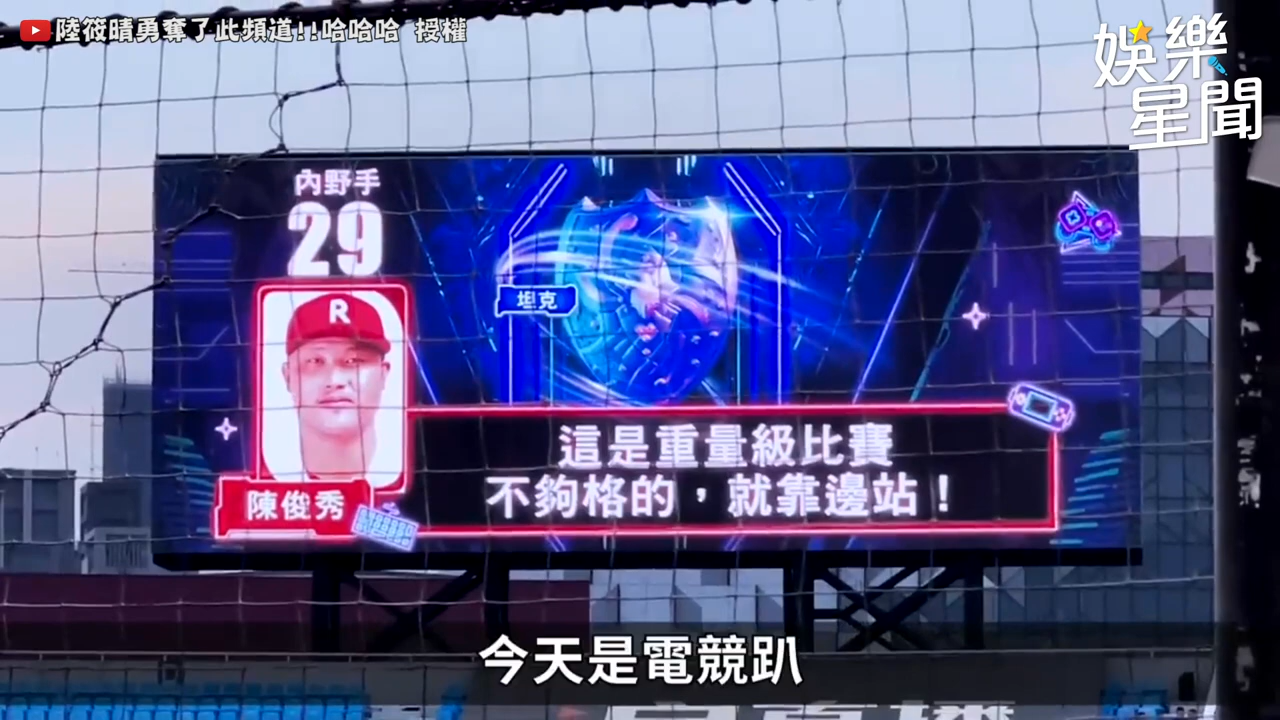 陸筱晴勇奪了此頻道!!哈哈哈 授權
娛樂
星聞
內野手
29
R
坦克
這是重量級比賽
不夠格的，就靠邊站！
陳俊秀
今天是電競趴